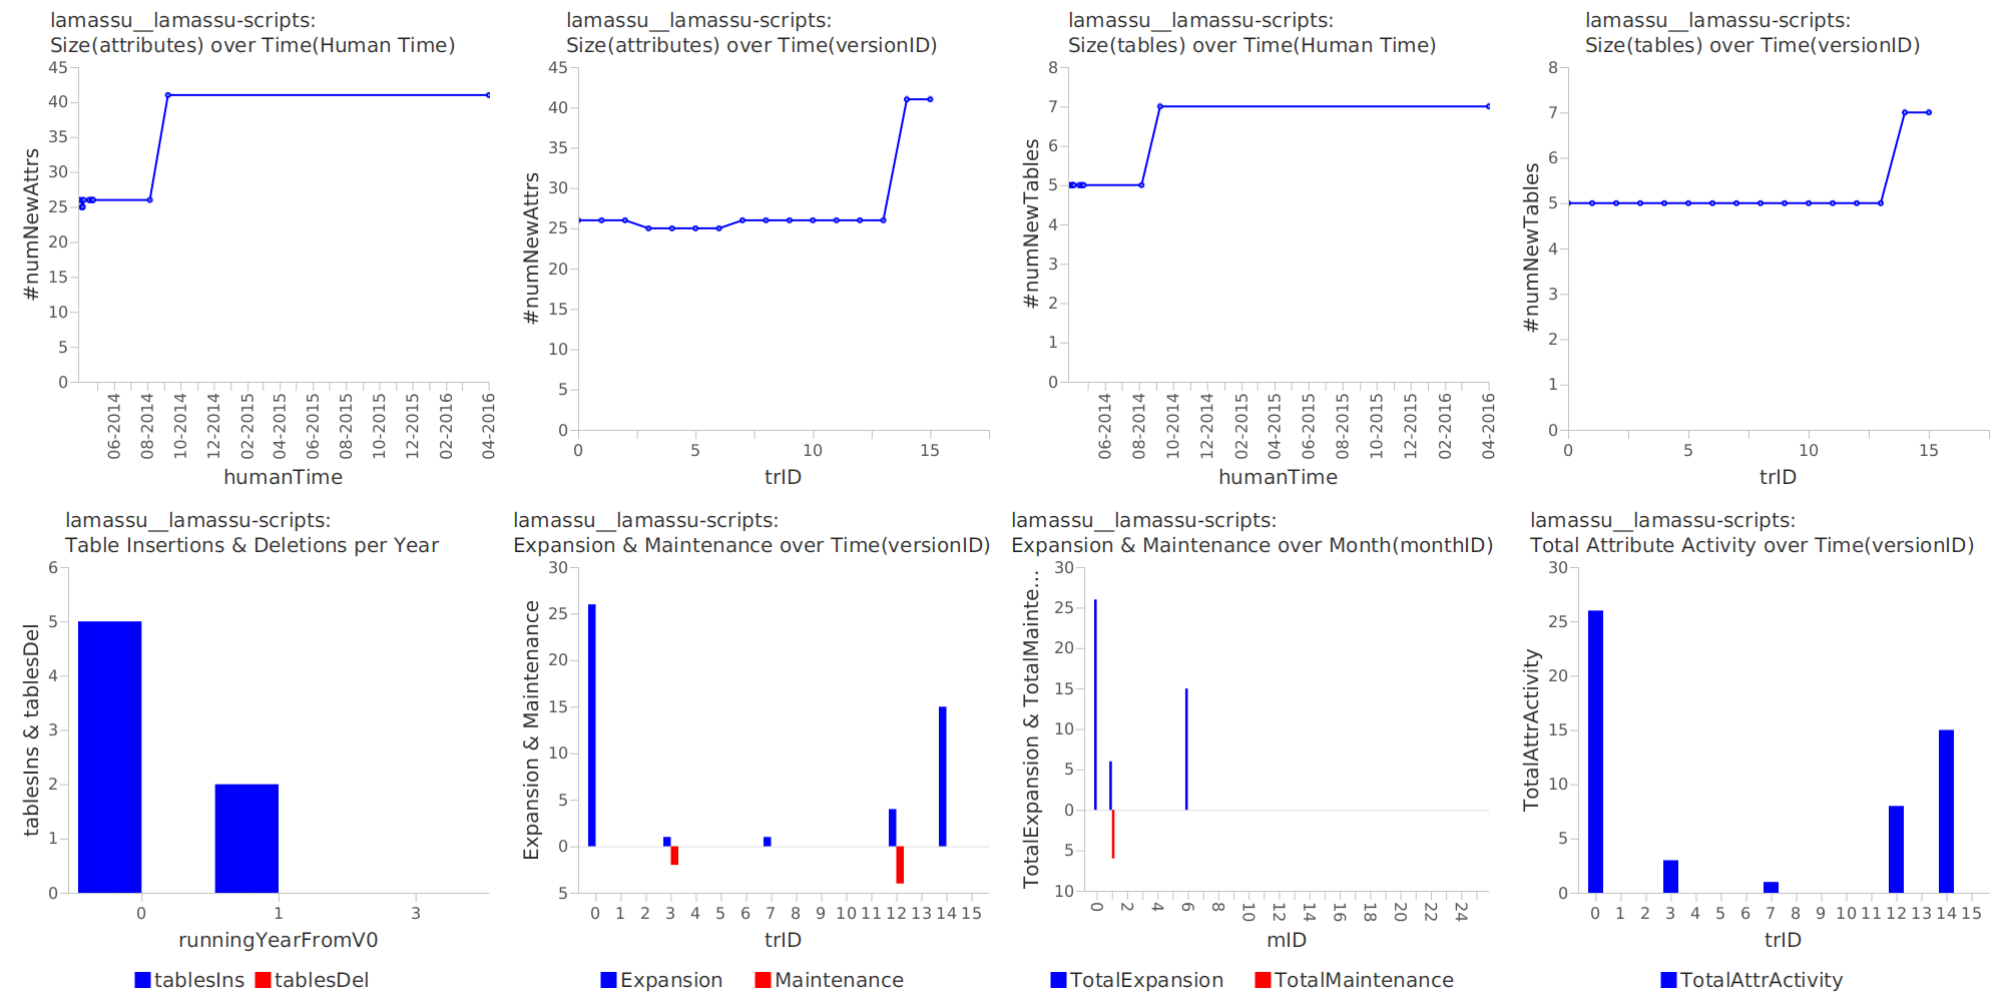 lamassu__lamassu-scripts:
Size(attributes) over Time(Human Time)
45
40
35
30
25
20
15
10
5
0
#numNewAttrs
06-2014
08-2014
10-2014
12-2014
02-2015
04-2015
06-2015
08-2015
10-2015
12-2015
02-2016
04-2016
humanTime
lamassu__lamassu-scripts:
Size(attributes) over Time(versionID)
45
40
35
30
25
20
15
10
5
0
#numNewAttrs
0 5 10 15
trID
lamassu__lamassu-scripts:
Size(tables) over Time(Human Time)
8
7
6
5
4
3
2
1
0
#numNewTables
06-2014
08-2014
10-2014
12-2014
02-2015
04-2015
06-2015
08-2015
10-2015
12-2015
02-2016
04-2016
humanTime
lamassu__lamassu-scripts:
Size(tables) over Time(versionID)
8
7
6
5
4
3
2
1
0
#numNewTables
0 5 10 15
trID
lamassu__lamassu-scripts:
Table Insertions & Deletions per Year
6
5
4
3
2
1
0
tablesIns & tablesDel
0 1 3
runningYearFromV0
tablesIns tablesDel
lamassu__lamassu-scripts:
Expansion & Maintenance over Time(versionID)
30
25
20
15
10
5
0
5
Expansion & Maintenance
0 1 2 3 4 5 6 7 8 9 10 11 12 13 14 15
trID
Expansion Maintenance
lamassu__lamassu-scripts:
Expansion & Maintenance over Month(monthID)
30
25
20
15
10
5
0
5
10
TotalExpansion & TotalMainte...
0 2 4 6 8 10 12 14 16 18 20 22 24
mID
TotalExpansion TotalMaintenance
lamassu__lamassu-scripts:
Total Attribute Activity over Time(versionID)
30
25
20
15
10
5
0
TotalAttrActivity
0 1 2 3 4 5 6 7 8 9 10 11 12 13 14 15
trID
TotalAttrActivity